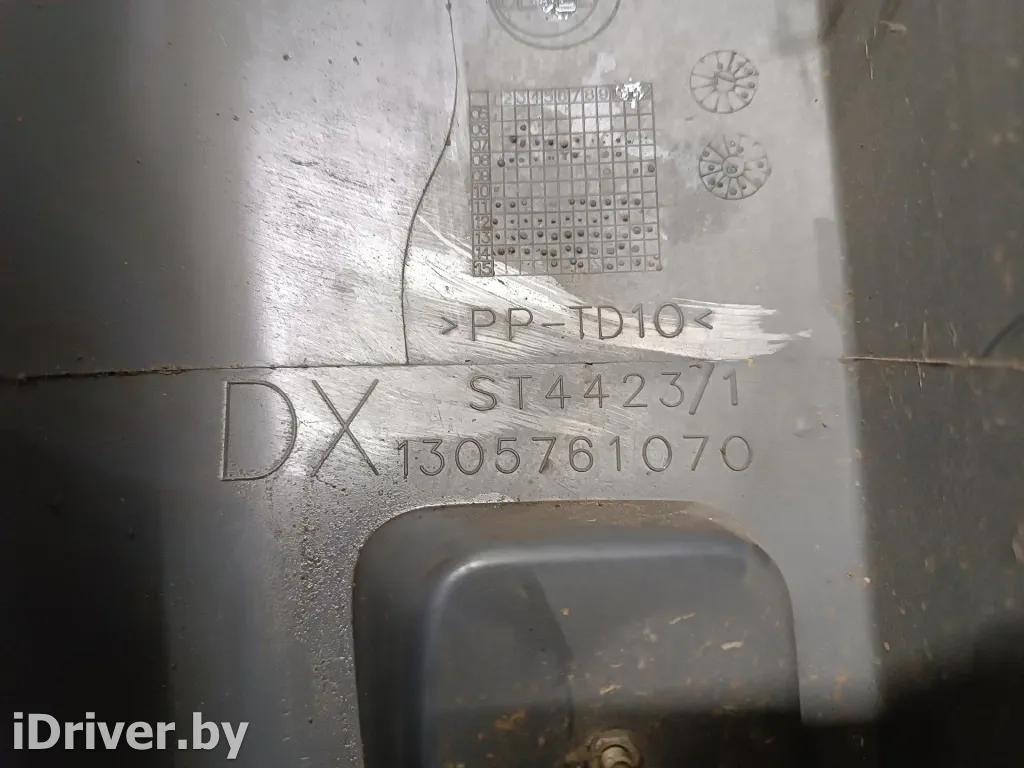 >PP-TD10<
DX
ST4423/1
1305761070
iDriver.by